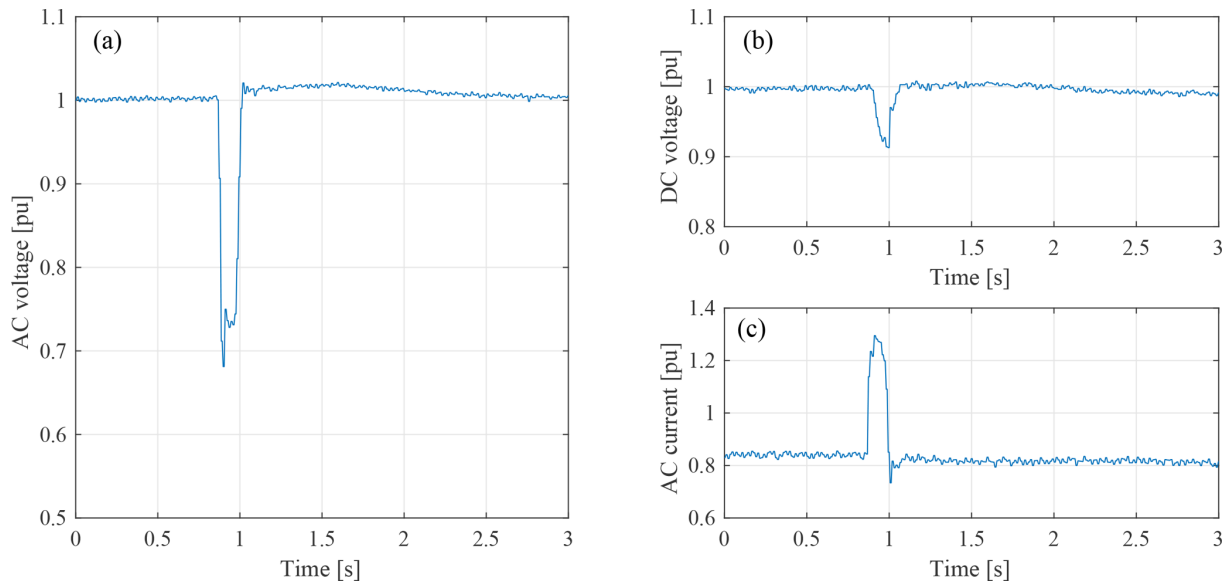 (a)
1.1
1
0.9
0.8
0.7
0.6
0.5
AC voltage [pu]
0 0.5 1 1.5 2 2.5 3
Time [s]
(b)
1.1
1
0.9
0.8
DC voltage [pu]
0 0.5 1 1.5 2 2.5 3
Time [s]
(c)
1.4
1.2
1
0.8
0.6
AC current [pu]
0 0.5 1 1.5 2 2.5 3
Time [s]